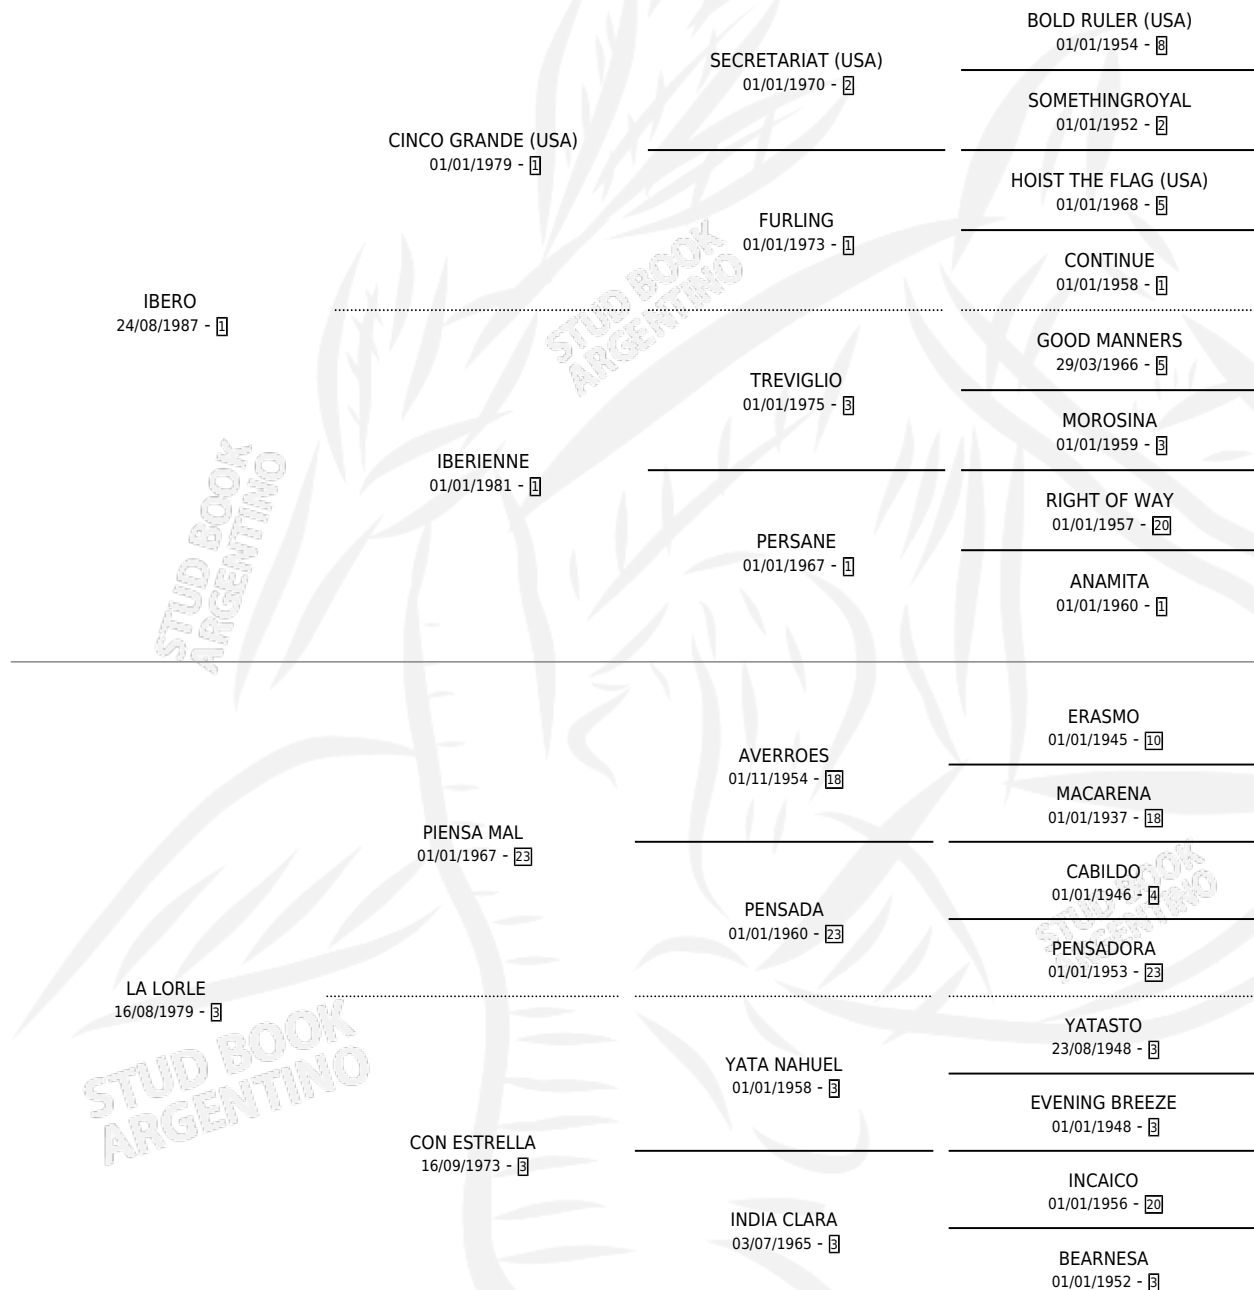 BOLD RULER (USA)
01/01/1954 - 8
SECRETARIAT (USA)
01/01/1970 - 2
SOMETHINGROYAL
01/01/1952 - 2
CINCO GRANDE (USA)
01/01/1979 - 1
HOIST THE FLAG (USA)
01/01/1968 - 5
FURLING
01/01/1973 - 1
CONTINUE
01/01/1958 - 1
IBERO
24/08/1987 - 1
STUD BOOK
ARGENTINO
GOOD MANNERS
29/03/1966 - 5
TREVIGLIO
01/01/1975 - 3
MOROSINA
01/01/1959 - 3
IBERIENNE
01/01/1981 - 1
RIGHT OF WAY
01/01/1957 - 20
PERSANE
01/01/1967 - 1
ANAMITA
01/01/1960 - 1
STUD BOOK
ARGENTINO
ERASMO
01/01/1945 - 10
AVERROES
01/11/1954 - 18
MACARENA
01/01/1937 - 18
PIENSA MAL
01/01/1967 - 23
CABILDO
01/01/1946 - 4
PENSADA
01/01/1960 - 23
STUD BOOK
ARGENTINO
PENSADORA
01/01/1953 - 23
LA LORLE
16/08/1979 - 3
YATASTO
23/08/1948 - 3
YATA NAHUEL
01/01/1958 - 3
STUD BOOK
ARGENTINO
EVENING BREEZE
01/01/1948 - 3
CON ESTRELLA
16/09/1973 - 3
INCAICO
01/01/1956 - 20
INDIA CLARA
03/07/1965 - 3
BEARNESA
01/01/1952 - 3